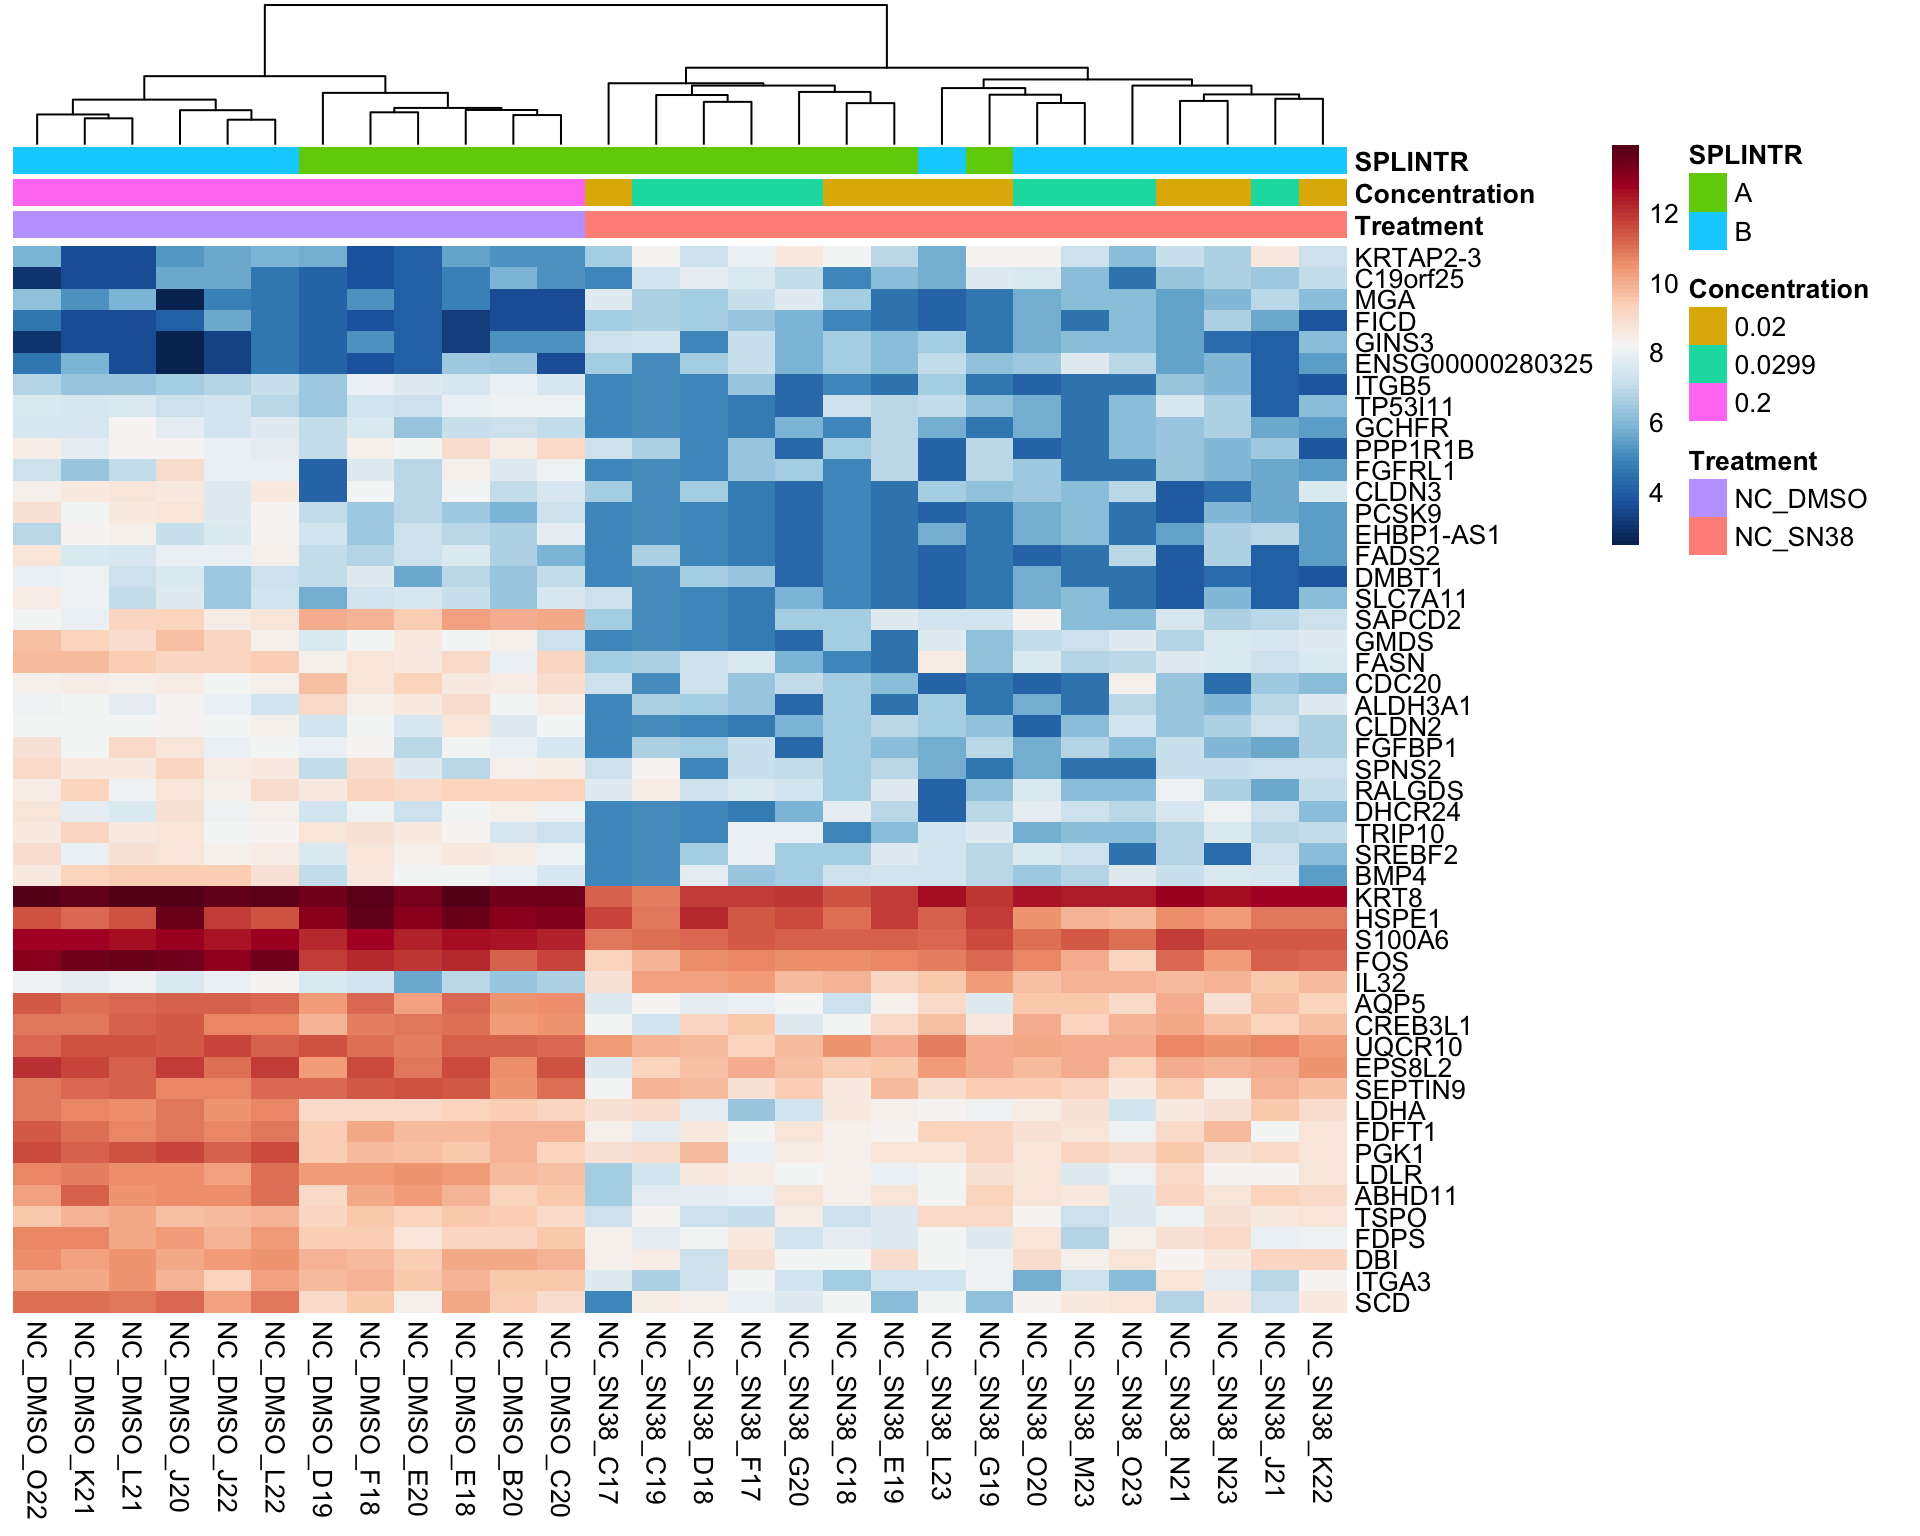 SPLINTR
Concentration
Treatment
KRTAP2-3
C19orf25
MGA
FICD
GINS3
ENSG00000280325
ITGB5
TP53I11
GCHFR
PPP1R1B
FGFRL1
CLDN3
PCSK9
EHBP1-AS1
FADS2
DMBT1
SLC7A11
SAPCD2
GMDS
FASN
CDC20
ALDH3A1
CLDN2
FGFBP1
SPNS2
RALGDS
DHCR24
TRIP10
SREBF2
BMP4
KRT8
HSPE1
S100A6
FOS
IL32
AQP5
CREB3L1
UQCR10
EPS8L2
SEPTIN9
LDHA
FDFT1
PGK1
LDLR
ABHD11
TSPO
FDPS
DBI
ITGA3
SCD
NC_DMSO_O22
NC_DMSO_K21
NC_DMSO_L21
NC_DMSO_J20
NC_DMSO_J22
NC_DMSO_L22
NC_DMSO_D19
NC_DMSO_F18
NC_DMSO_E20
NC_DMSO_E18
NC_DMSO_B20
NC_DMSO_C20
NC_SN38_C17
NC_SN38_C19
NC_SN38_D18
NC_SN38_F17
NC_SN38_G20
NC_SN38_C18
NC_SN38_E19
NC_SN38_L23
NC_SN38_G19
NC_SN38_O20
NC_SN38_M23
NC_SN38_O23
NC_SN38_N21
NC_SN38_N23
NC_SN38_J21
NC_SN38_K22
12
10
8
6
4
SPLINTR
A
B
Concentration
0.02
0.0299
0.2
Treatment
NC_DMSO
NC_SN38